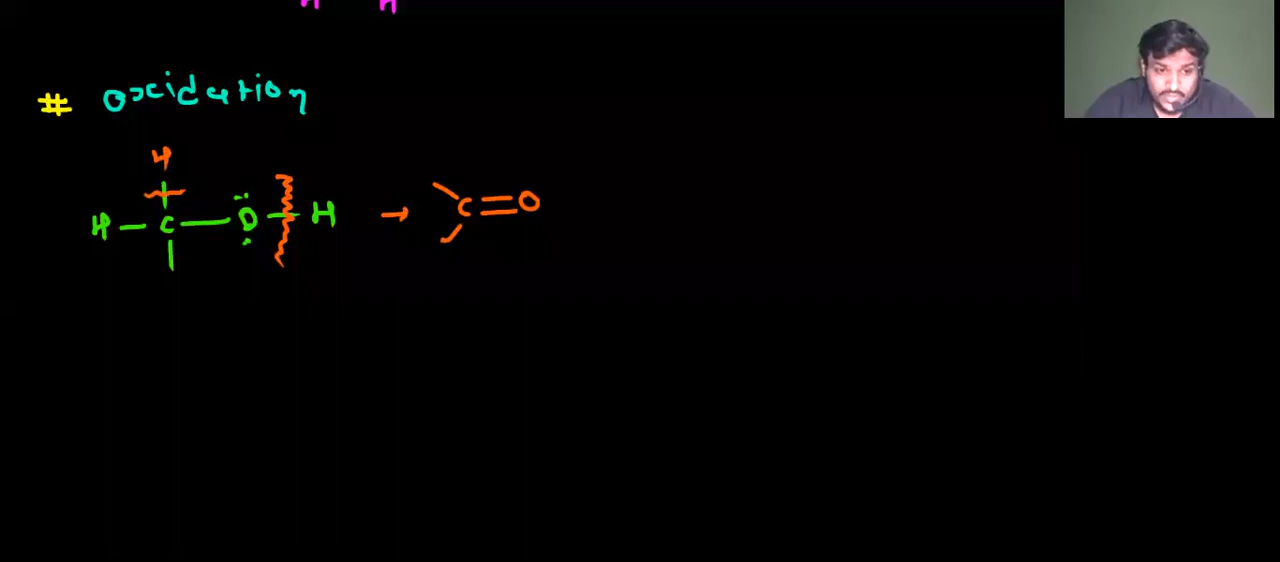 H H
# oxidation
H
H - C - O - H → C = O